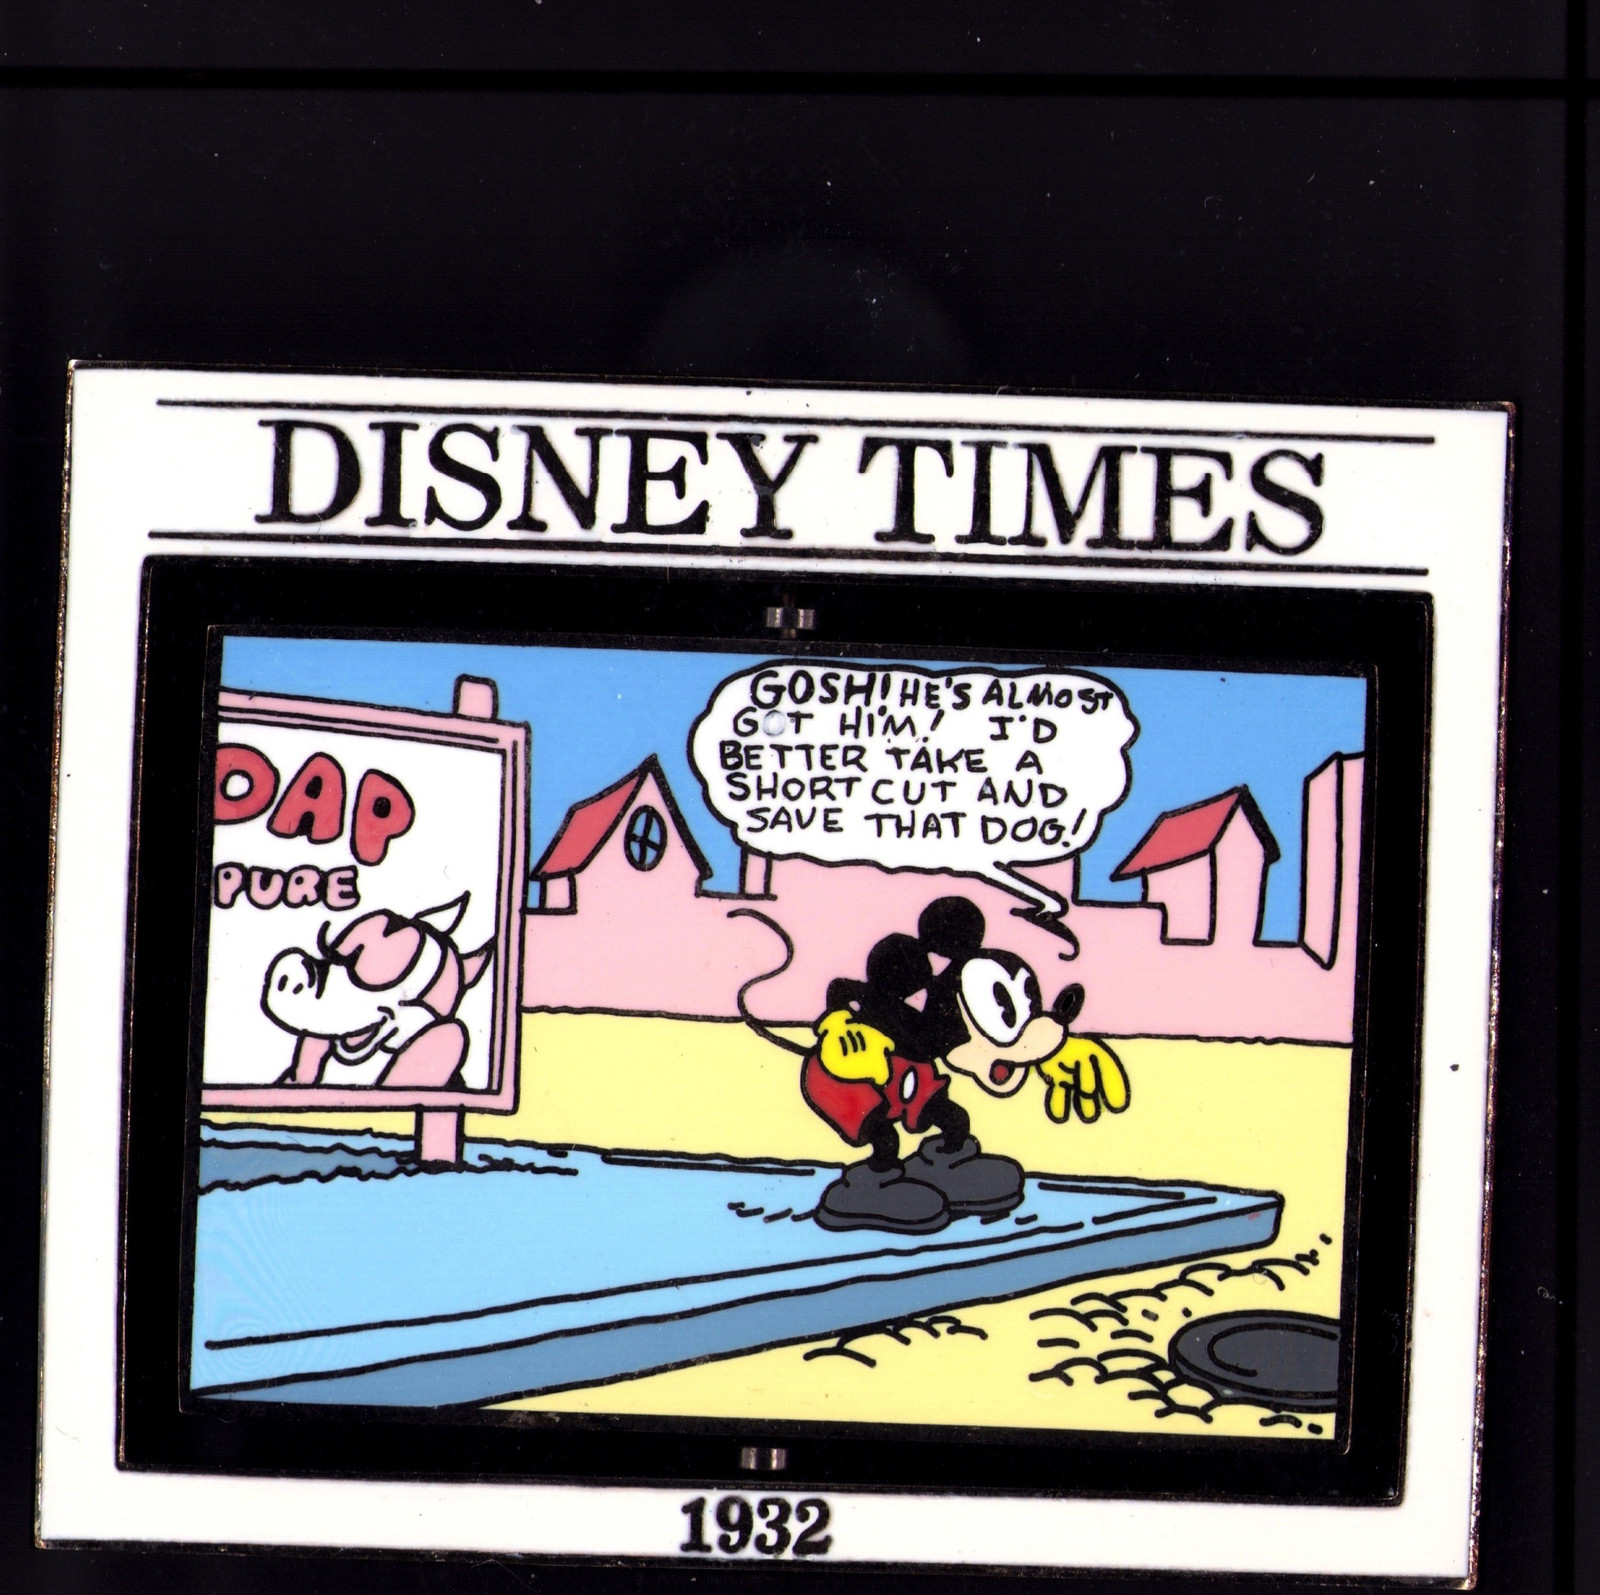 DISNEY TIMES
GOSH! HE'S ALMOST
GOT HIM! I'D
BETTER TAKE A
SHORT CUT AND
SAVE THAT DOG!
OAP
PURE
1932